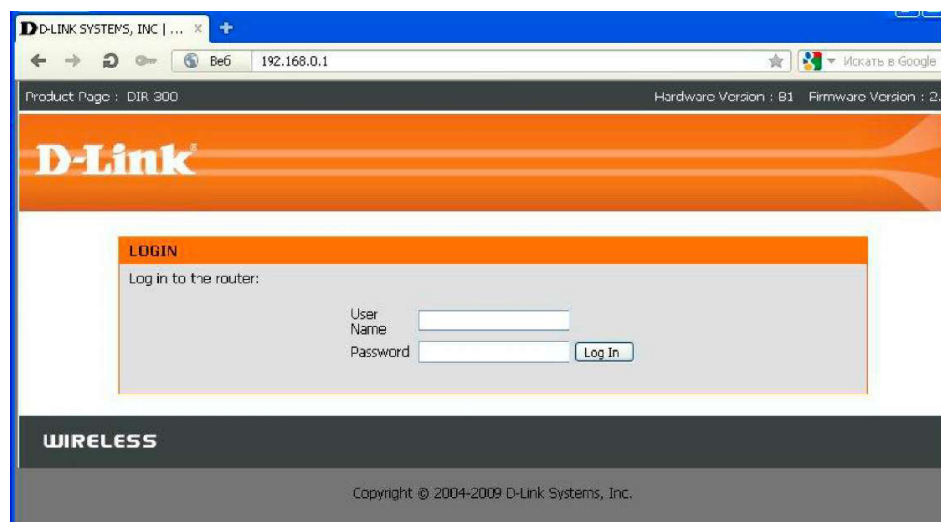 D-LINK SYSTEMS, INC | ...
Веб 192.168.0.1 Искать в Google
Product Page : DIR 300 Hardware Version : B1 Firmware Version : 2.
D-Link
LOGIN
Log in to the router:
User
Name
Password Log In
WIRELESS
Copyright © 2004-2009 D-Link Systems, Inc.